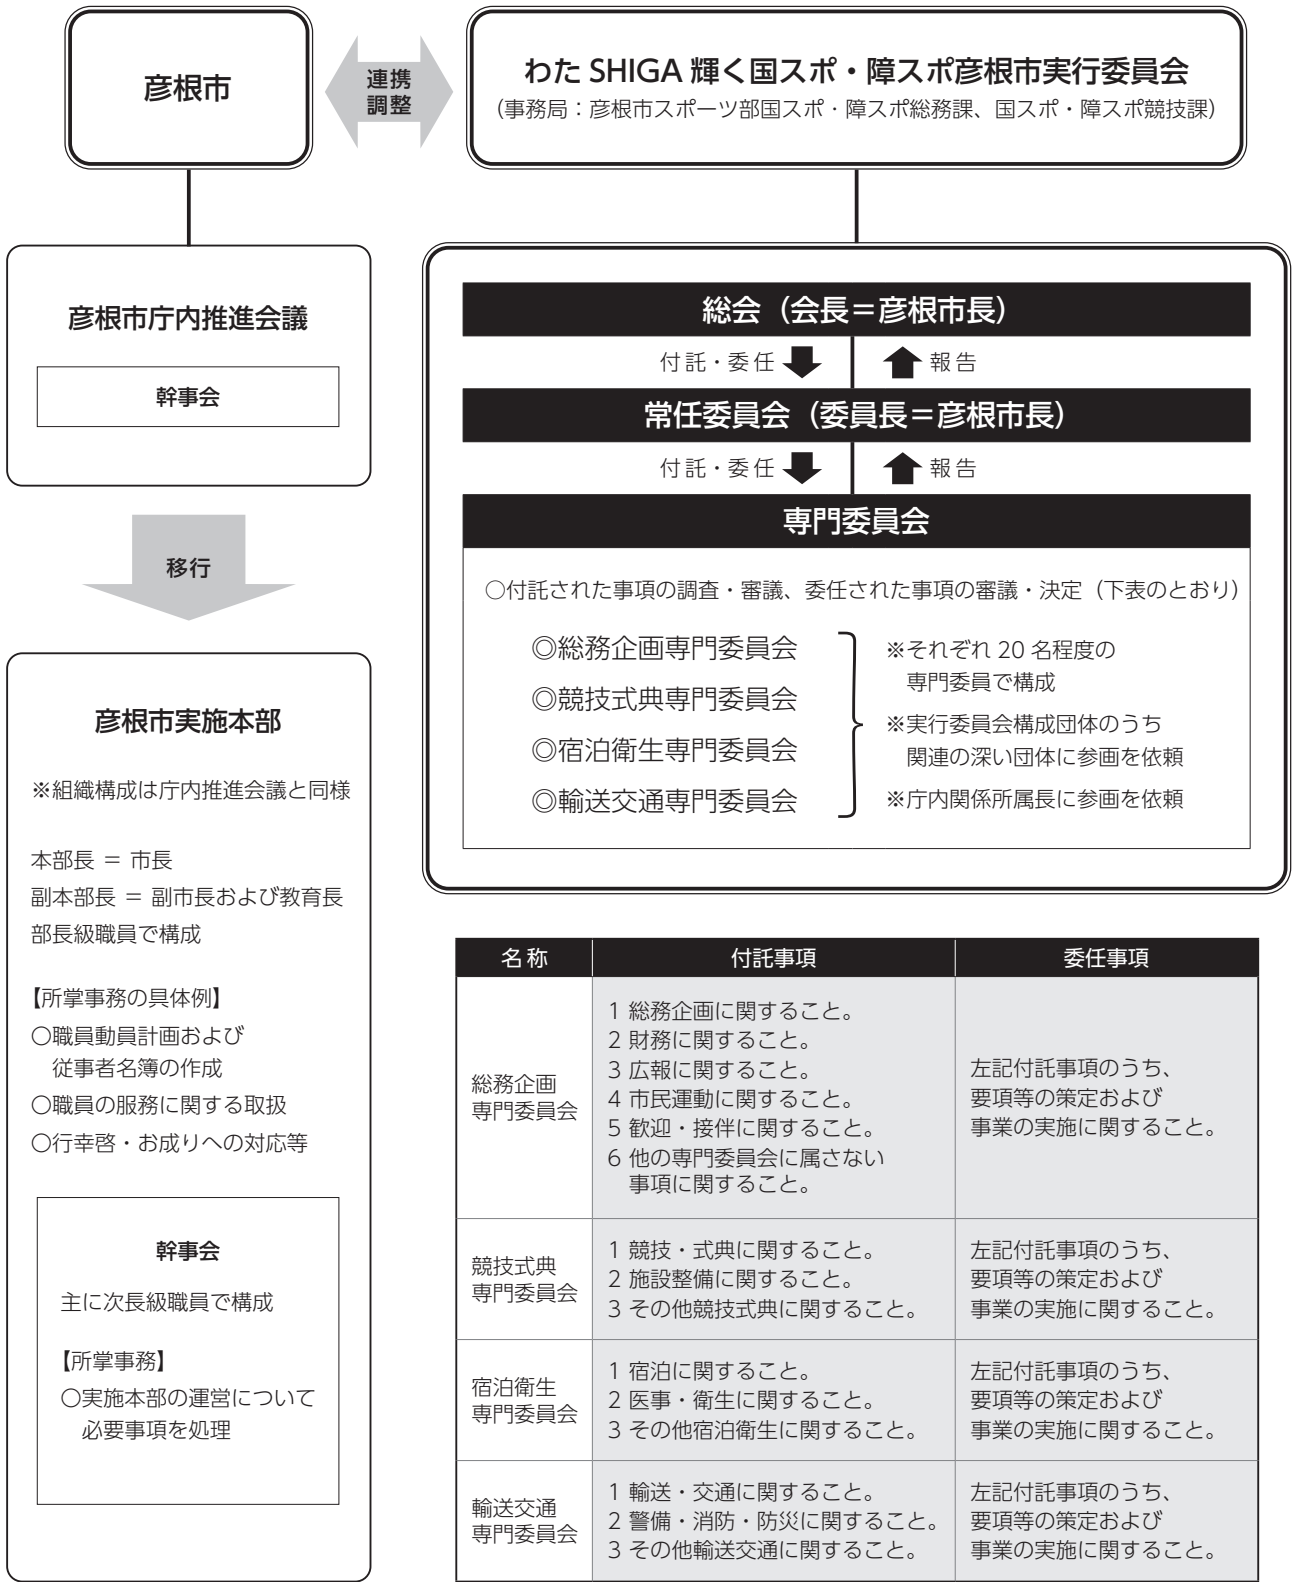 彦根市
連携
調整
わた SHIGA 輝く国スポ・障スポ彦根市実行委員会
（事務局：彦根市スポーツ部国スポ・障スポ総務課、国スポ・障スポ競技課）
彦根市庁内推進会議
幹事会
移行
彦根市実施本部
※組織構成は庁内推進会議と同様
本部長 ＝ 市長
副本部長 ＝ 副市長および教育長
部長級職員で構成
【所掌事務の具体例】
○職員動員計画および
従事者名簿の作成
○職員の服務に関する取扱
○行幸啓・お成りへの対応等
幹事会
主に次長級職員で構成
【所掌事務】
○実施本部の運営について
必要事項を処理
総会（会長＝彦根市長）
付託・委任 報告
常任委員会（委員長＝彦根市長）
付託・委任 報告
専門委員会
○付託された事項の調査・審議、委任された事項の審議・決定（下表のとおり）
◎総務企画専門委員会
◎競技式典専門委員会
◎宿泊衛生専門委員会
◎輸送交通専門委員会
※それぞれ 20 名程度の
専門委員で構成
※実行委員会構成団体のうち
関連の深い団体に参画を依頼
※庁内関係所属長に参画を依頼
名称 付託事項 委任事項
総務企画
専門委員会
1 総務企画に関すること。
2 財務に関すること。
3 広報に関すること。
4 市民運動に関すること。
5 歓迎・接伴に関すること。
6 他の専門委員会に属さない
事項に関すること。
左記付託事項のうち、
要項等の策定および
事業の実施に関すること。
競技式典
専門委員会
1 競技・式典に関すること。
2 施設整備に関すること。
3 その他競技式典に関すること。
左記付託事項のうち、
要項等の策定および
事業の実施に関すること。
宿泊衛生
専門委員会
1 宿泊に関すること。
2 医事・衛生に関すること。
3 その他宿泊衛生に関すること。
左記付託事項のうち、
要項等の策定および
事業の実施に関すること。
輸送交通
専門委員会
1 輸送・交通に関すること。
2 警備・消防・防災に関すること。
3 その他輸送交通に関すること。
左記付託事項のうち、
要項等の策定および
事業の実施に関すること。